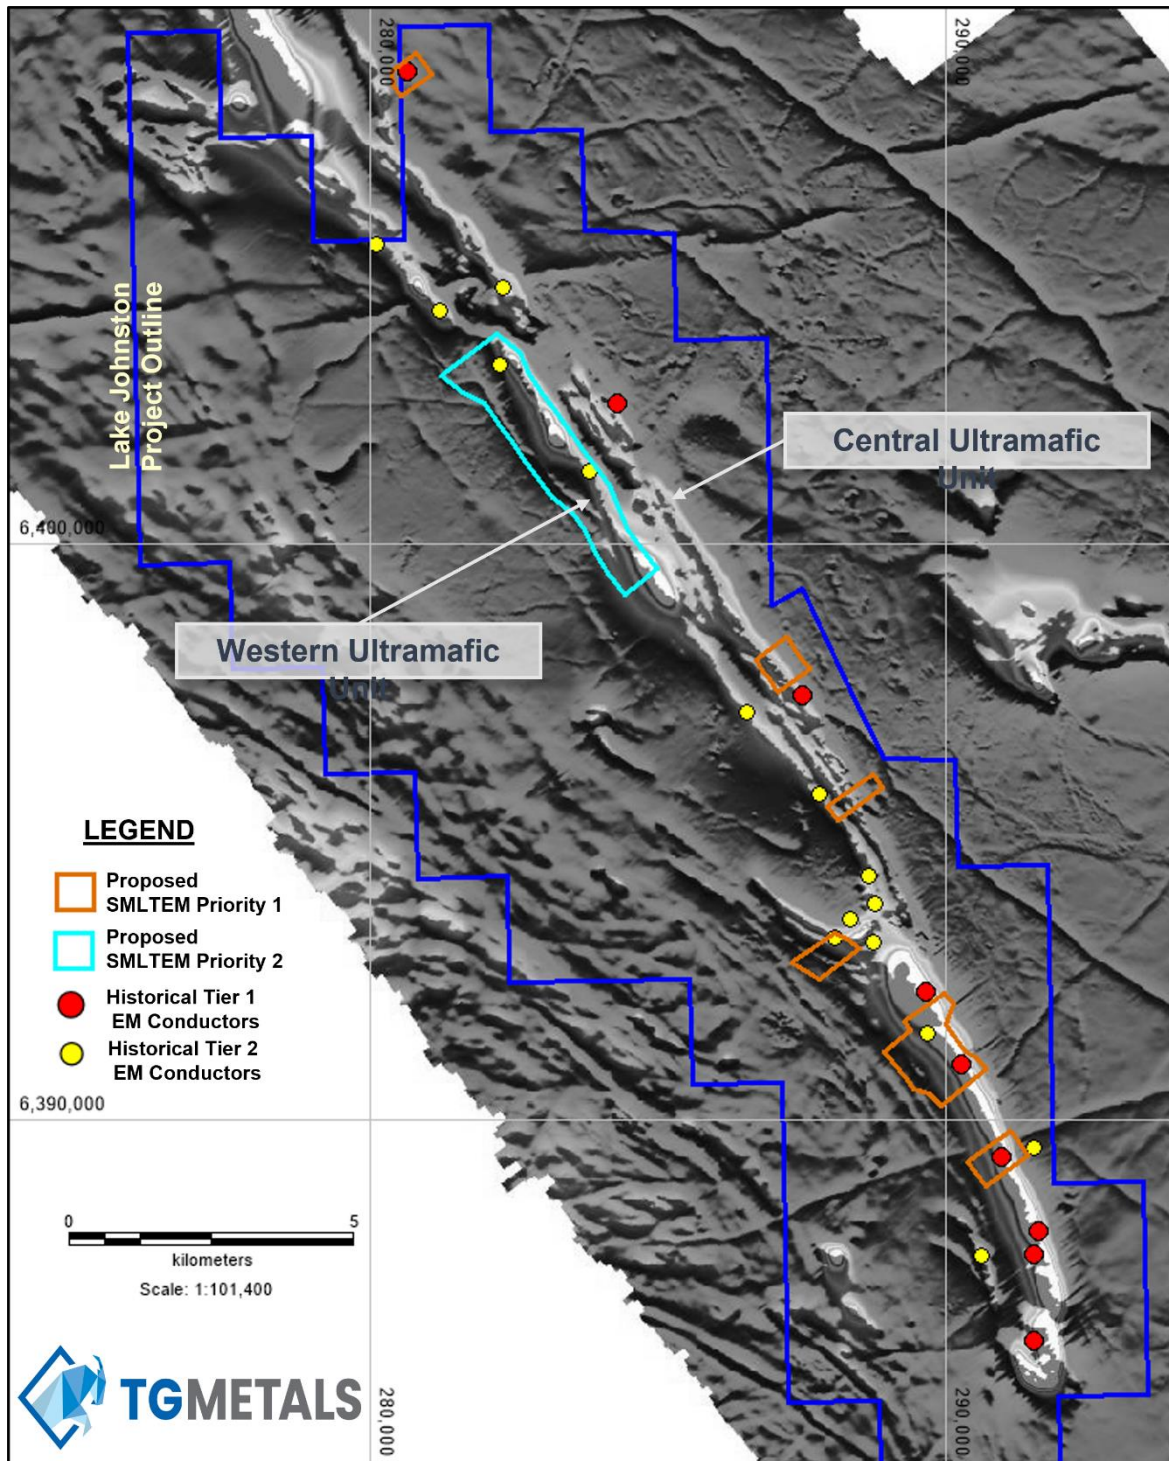 280,000
290,000
Lake Johnston
Project Outline
Central Ultramafic
Unit
6,400,000
Western Ultramafic
Unit
LEGEND
Proposed
SMLTEM Priority 1
Proposed
SMLTEM Priority 2
Historical Tier 1
EM Conductors
Historical Tier 2
EM Conductors
6,390,000
0 5
kilometers
Scale: 1:101,400
TGMETALS
280,000
290,000